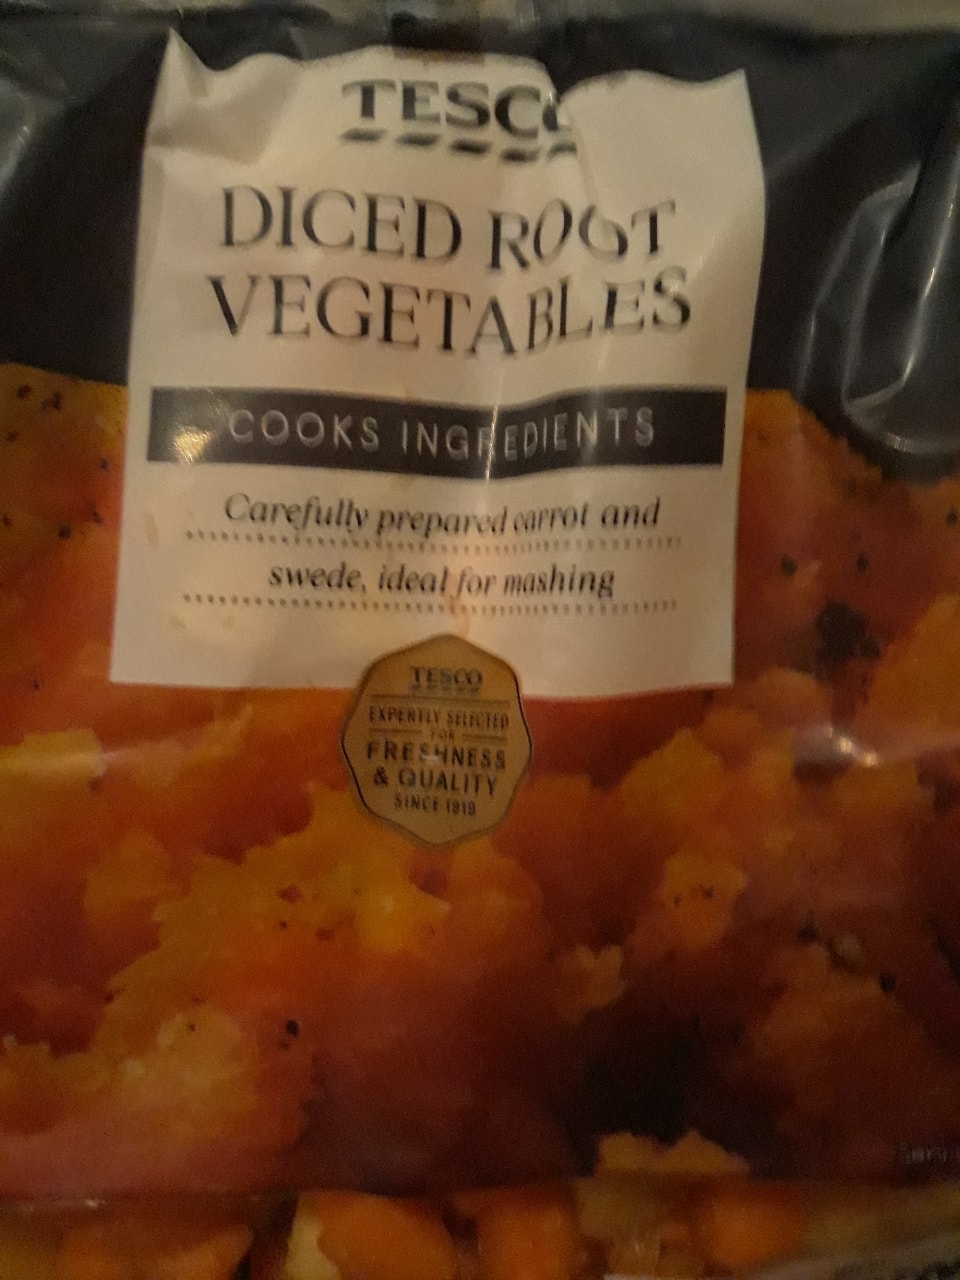 TESCO
DICED ROOT
VEGETABLES
COOKS INGREDIENTS
Carefully prepared carrot and
swede, ideal for mashing
TESCO
EXPERTLY SELECTED
FOR
FRESHNESS
& QUALITY
SINCE 1919